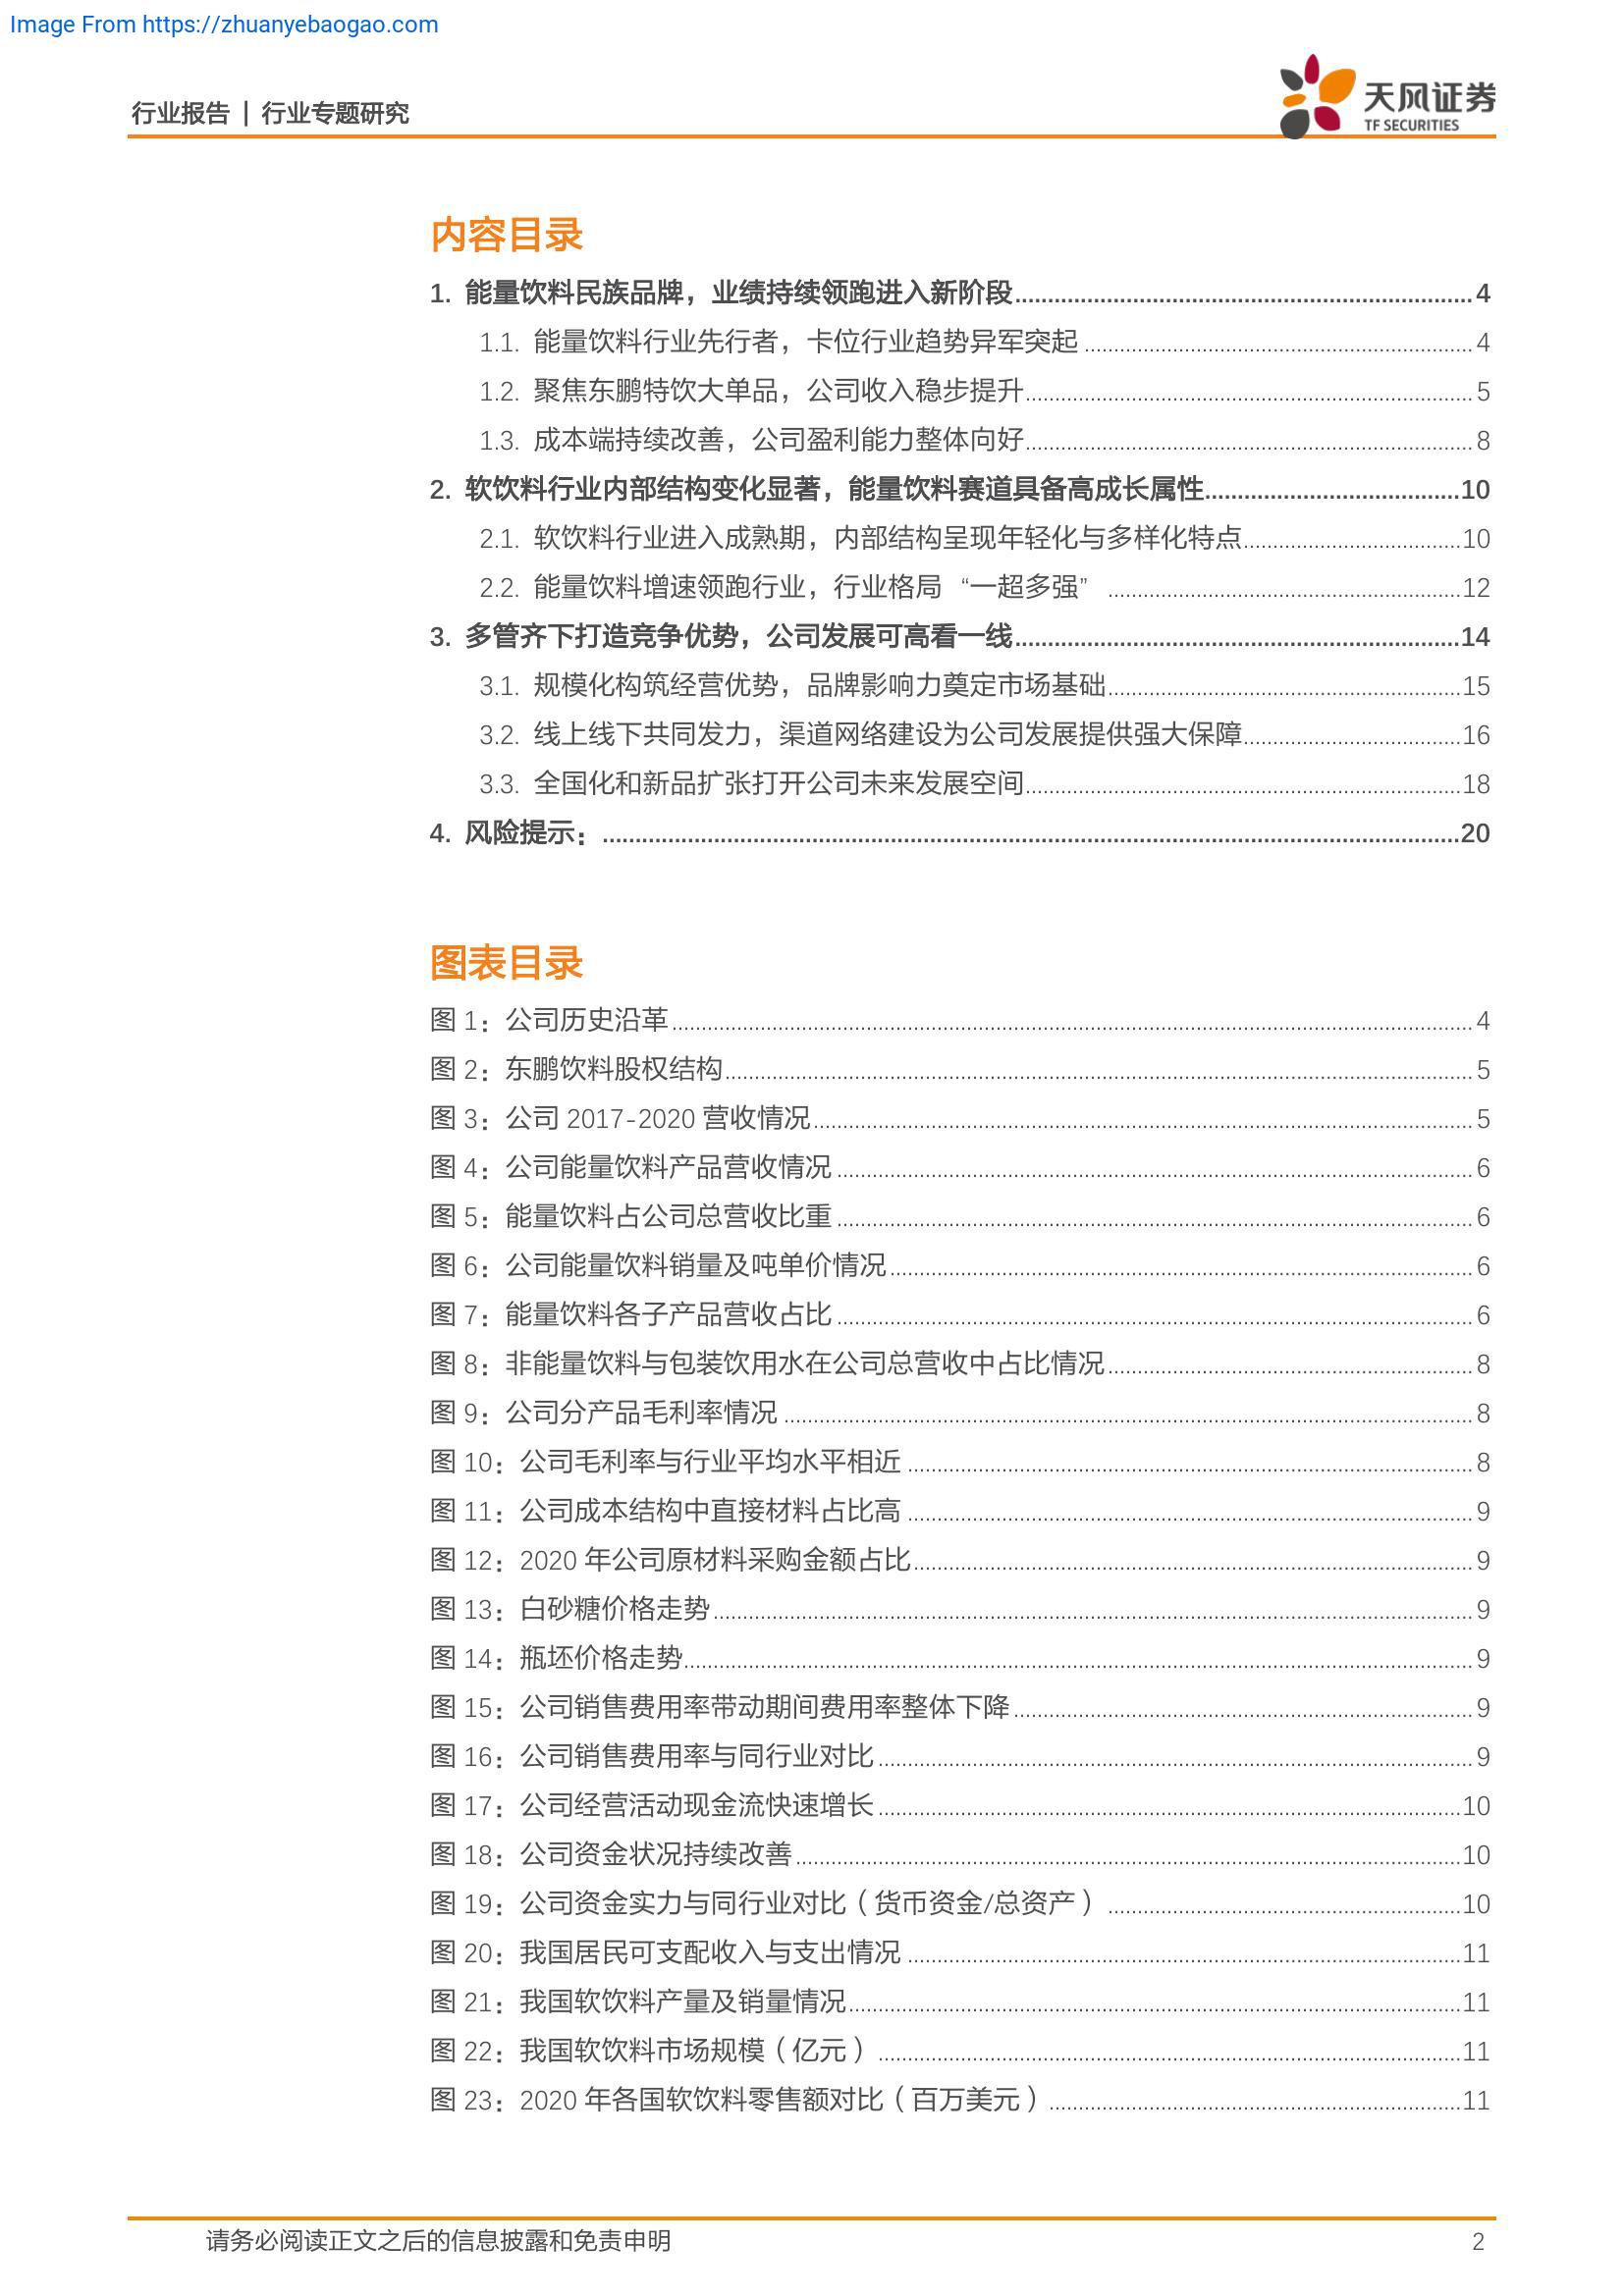 Image From https://zhuanyebaogao.com
行业报告 | 行业专题研究
天风证券
TF SECURITIES
内容目录
1. 能量饮料民族品牌，业绩持续领跑进入新阶段 4
1.1. 能量饮料行业先行者，卡位行业趋势异军突起 4
1.2. 聚焦东鹏特饮大单品，公司收入稳步提升 5
1.3. 成本端持续改善，公司盈利能力整体向好 8
2. 软饮料行业内部结构变化显著，能量饮料赛道具备高成长属性 10
2.1. 软饮料行业进入成熟期，内部结构呈现年轻化与多样化特点 10
2.2. 能量饮料增速领跑行业，行业格局“一超多强” 12
3. 多管齐下打造竞争优势，公司发展可高看一线 14
3.1. 规模化构筑经营优势，品牌影响力奠定市场基础 15
3.2. 线上线下共同发力，渠道网络建设为公司发展提供强大保障 16
3.3. 全国化和新品扩张打开公司未来发展空间 18
4. 风险提示： 20
图表目录
图 1：公司历史沿革 4
图 2：东鹏饮料股权结构 5
图 3：公司 2017-2020 营收情况 5
图 4：公司能量饮料产品营收情况 6
图 5：能量饮料占公司总营收比重 6
图 6：公司能量饮料销量及吨单价情况 6
图 7：能量饮料各子产品营收占比 6
图 8：非能量饮料与包装饮用水在公司总营收中占比情况 8
图 9：公司分产品毛利率情况 8
图 10：公司毛利率与行业平均水平相近 8
图 11：公司成本结构中直接材料占比高 9
图 12：2020 年公司原材料采购金额占比 9
图 13：白砂糖价格走势 9
图 14：瓶坯价格走势 9
图 15：公司销售费用率带动期间费用率整体下降 9
图 16：公司销售费用率与同行业对比 9
图 17：公司经营活动现金流快速增长 10
图 18：公司资金状况持续改善 10
图 19：公司资金实力与同行业对比（货币资金/总资产） 10
图 20：我国居民可支配收入与支出情况 11
图 21：我国软饮料产量及销量情况 11
图 22：我国软饮料市场规模（亿元） 11
图 23：2020 年各国软饮料零售额对比（百万美元） 11
请务必阅读正文之后的信息披露和免责申明 2